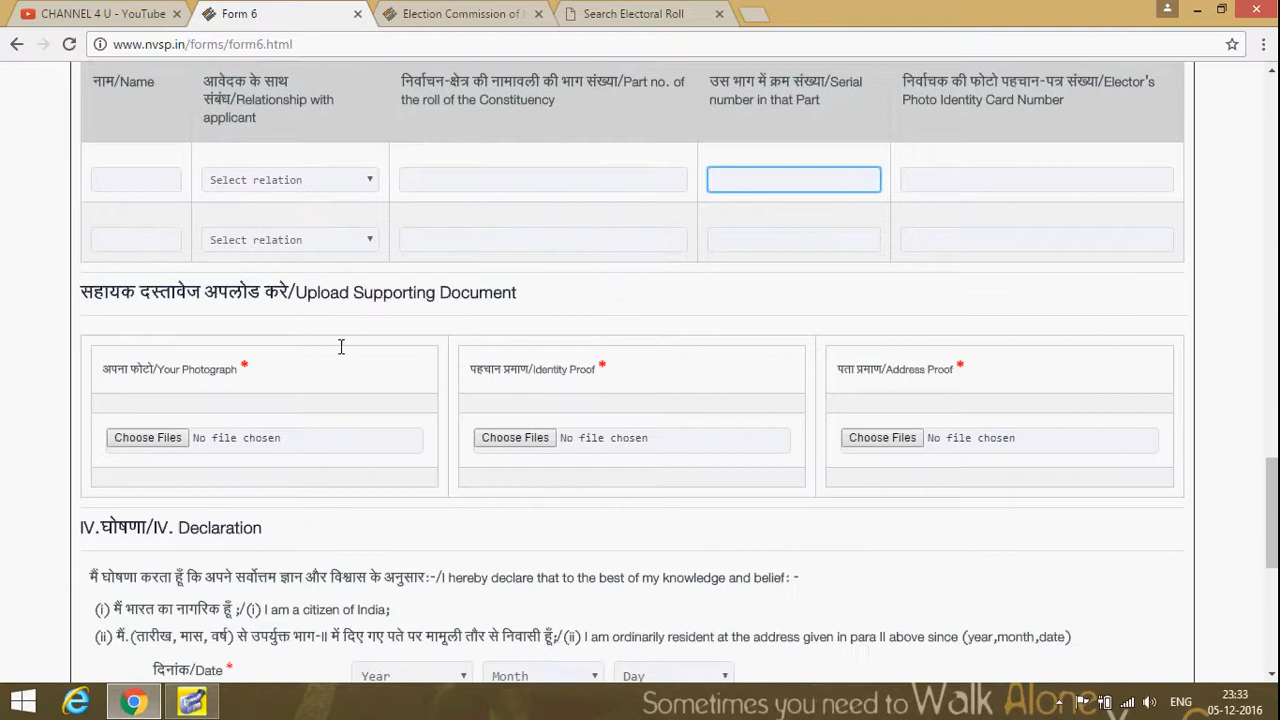 CHANNEL 4 U - YouTube
Form 6
Election Commission of
Search Electoral Roll
www.nvsp.in/forms/form6.html
नाम/Name
आवेदक के साथ
संबंध/Relationship with
applicant
निर्वाचन-क्षेत्र की नामावली की भाग संख्या/Part no. of
the roll of the Constituency
उस भाग में क्रम संख्या/Serial
number in that Part
निर्वाचक की फोटो पहचान-पत्र संख्या/Elector's
Photo Identity Card Number
Select relation
Select relation
सहायक दस्तावेज अपलोड करे/Upload Supporting Document
अपना फोटो/Your Photograph *
पहचान प्रमाण/Identity Proof *
पता प्रमाण/Address Proof *
Choose Files No file chosen
Choose Files No file chosen
Choose Files No file chosen
IV.घोषणा/IV. Declaration
मैं घोषणा करता हूँ कि अपने सर्वोत्तम ज्ञान और विश्वास के अनुसार:-/I hereby declare that to the best of my knowledge and belief: -
(i) मैं भारत का नागरिक हूँ ;/(i) I am a citizen of India;
(ii) मैं.(तारीख, मास, वर्ष) से उपर्युक्त भाग-II में दिए गए पते पर मामूली तौर से निवासी हूँ;/(ii) I am ordinarily resident at the address given in para II above since (year,month,date)
दिनांक/Date *
Year
Month
Day
Sometimes you need to Walk Alone
ENG
23:33
05-12-2016